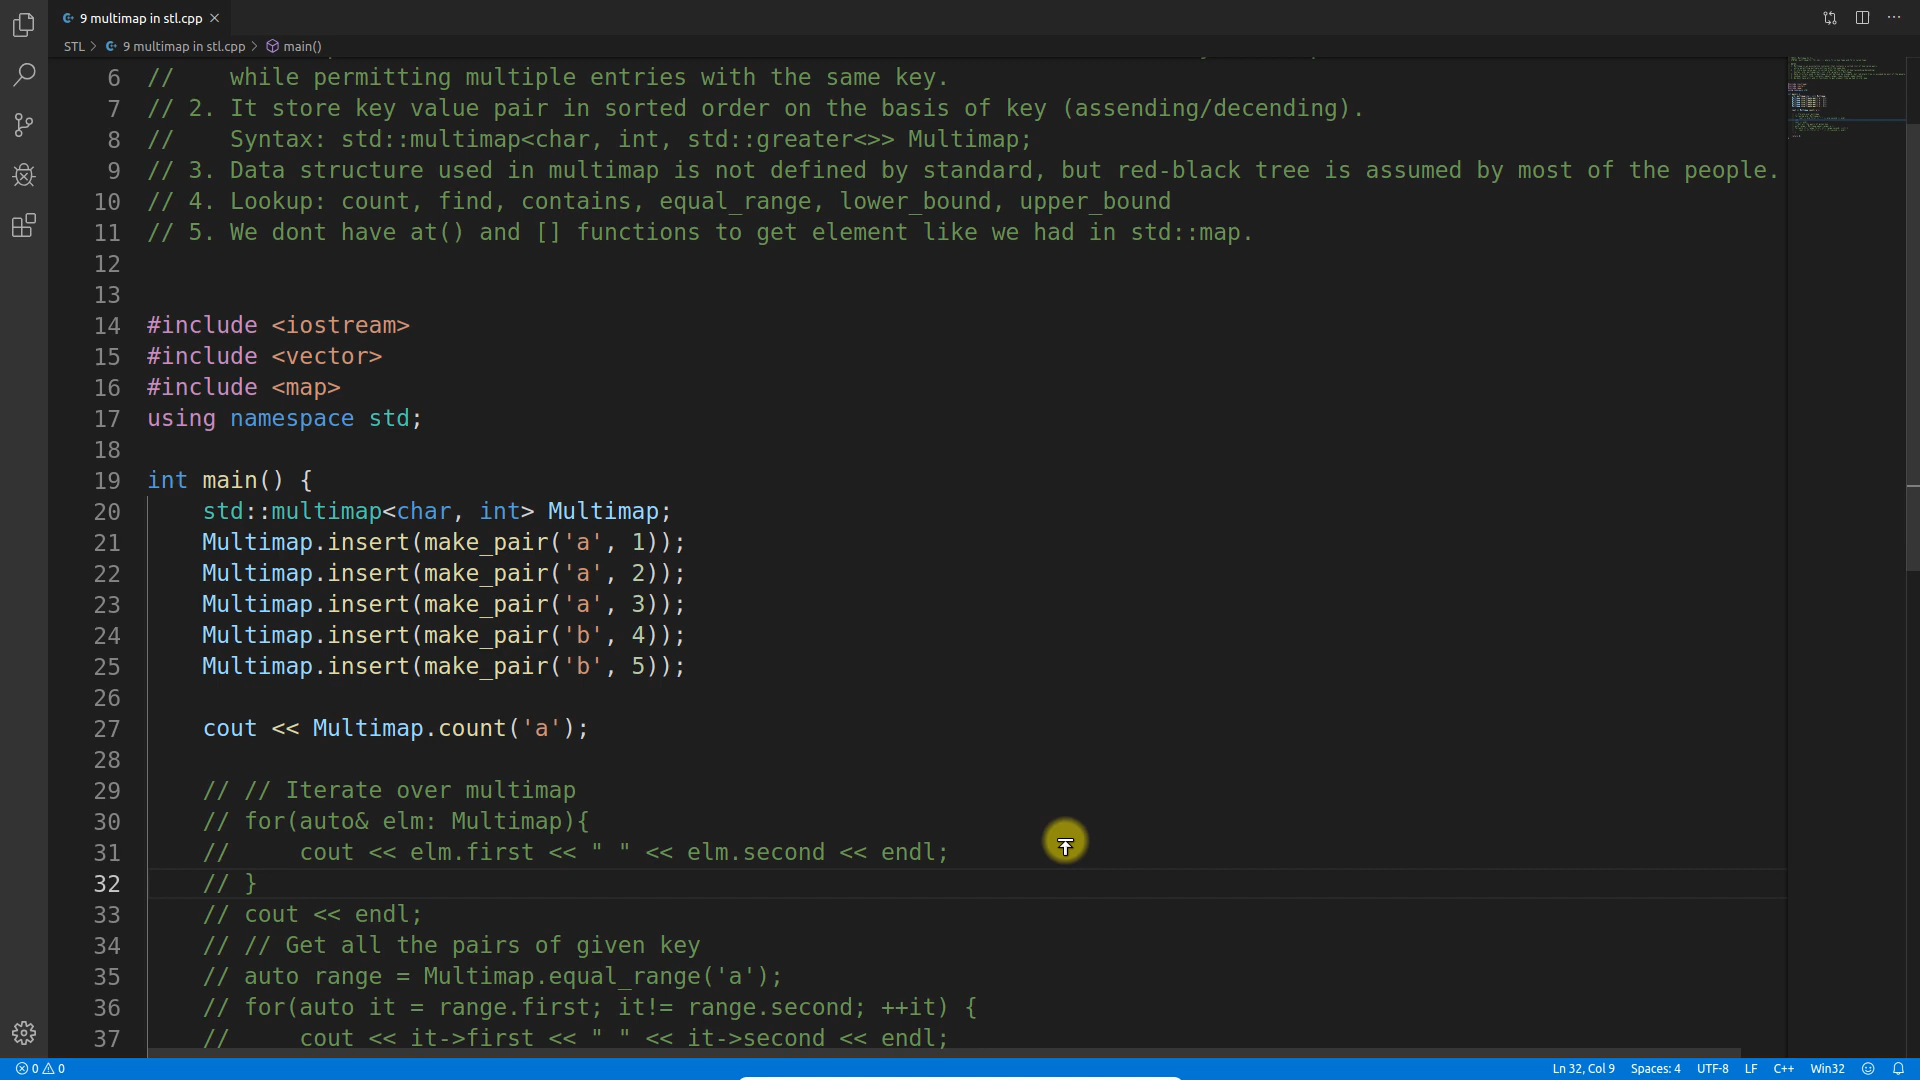 9 multimap in stl.cpp
STL > 9 multimap in stl.cpp > main()
6 //    while permitting multiple entries with the same key.
7 // 2. It store key value pair in sorted order on the basis of key (assending/decending).
8 //    Syntax: std::multimap<char, int, std::greater<>> Multimap;
9 // 3. Data structure used in multimap is not defined by standard, but red-black tree is assumed by most of the people.
10 // 4. Lookup: count, find, contains, equal_range, lower_bound, upper_bound
11 // 5. We dont have at() and [] functions to get element like we had in std::map.
12
13
14 #include <iostream>
15 #include <vector>
16 #include <map>
17 using namespace std;
18
19 int main() {
20     std::multimap<char, int> Multimap;
21     Multimap.insert(make_pair('a', 1));
22     Multimap.insert(make_pair('a', 2));
23     Multimap.insert(make_pair('a', 3));
24     Multimap.insert(make_pair('b', 4));
25     Multimap.insert(make_pair('b', 5));
26
27     cout << Multimap.count('a');
28
29     // // Iterate over multimap
30     // for(auto& elm: Multimap){
31     //     cout << elm.first << " " << elm.second << endl;
32     // }
33     // cout << endl;
34     // // Get all the pairs of given key
35     // auto range = Multimap.equal_range('a');
36     // for(auto it = range.first; it!= range.second; ++it) {
37     //     cout << it->first << " " << it->second << endl;
0 0 Ln 32, Col 9 Spaces: 4 UTF-8 LF C++ Win32